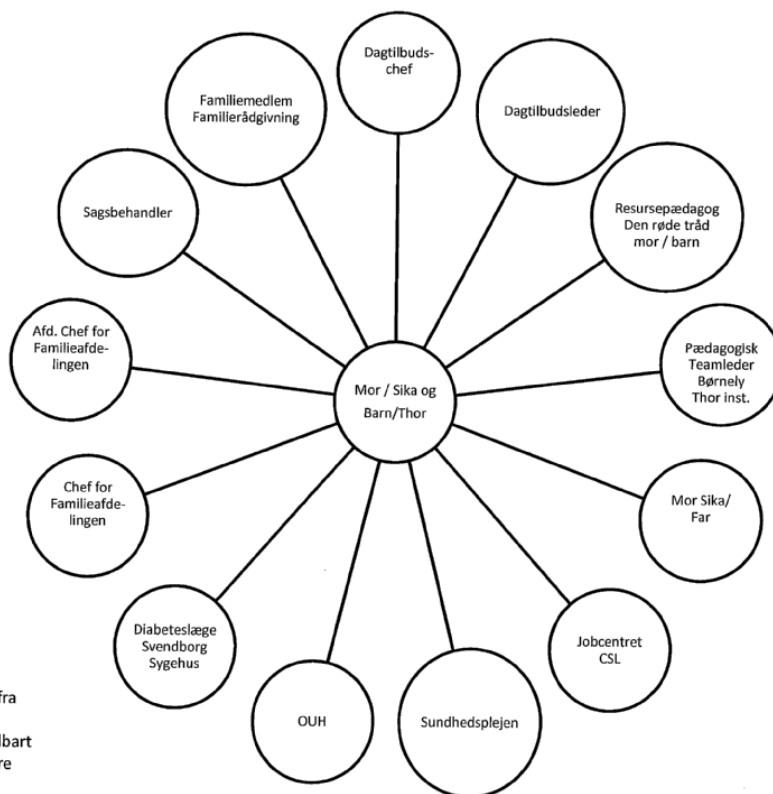 Dagtilbuds-
chef
Familiemedlem
Familierådgivning
Dagtilbudsleder
Sagsbehandler
Resursepædagog
Den røde tråd
mor / barn
Afd. Chef for
Familieafde-
lingen
Pædagogisk
Teamleder
Børnely
Thor inst.
Mor / Sika og
Barn/Thor
Chef for
Familieafde-
lingen
Mor Sika/
Far
Diabeteslæge
Svendborg
Sygehus
Jobcentret
CSL
OUH
Sundhedsplejen
fra
lbart
re